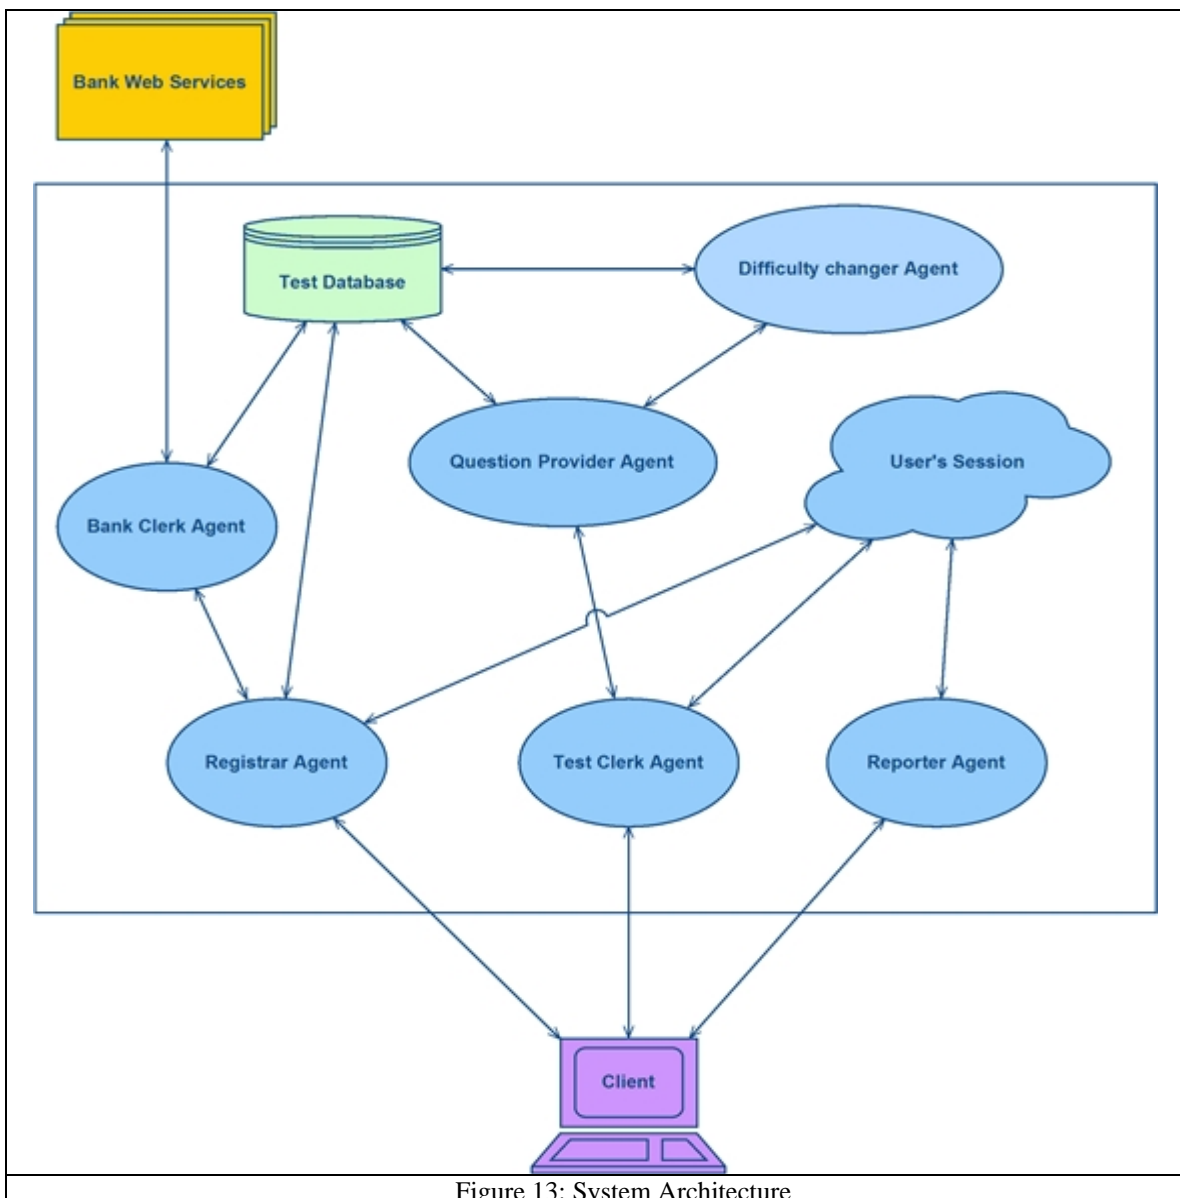 Bank Web Services
Test Database
Difficulty changer Agent
Question Provider Agent
User's Session
Bank Clerk Agent
Registrar Agent
Test Clerk Agent
Reporter Agent
Client
Figure 13: System Architecture